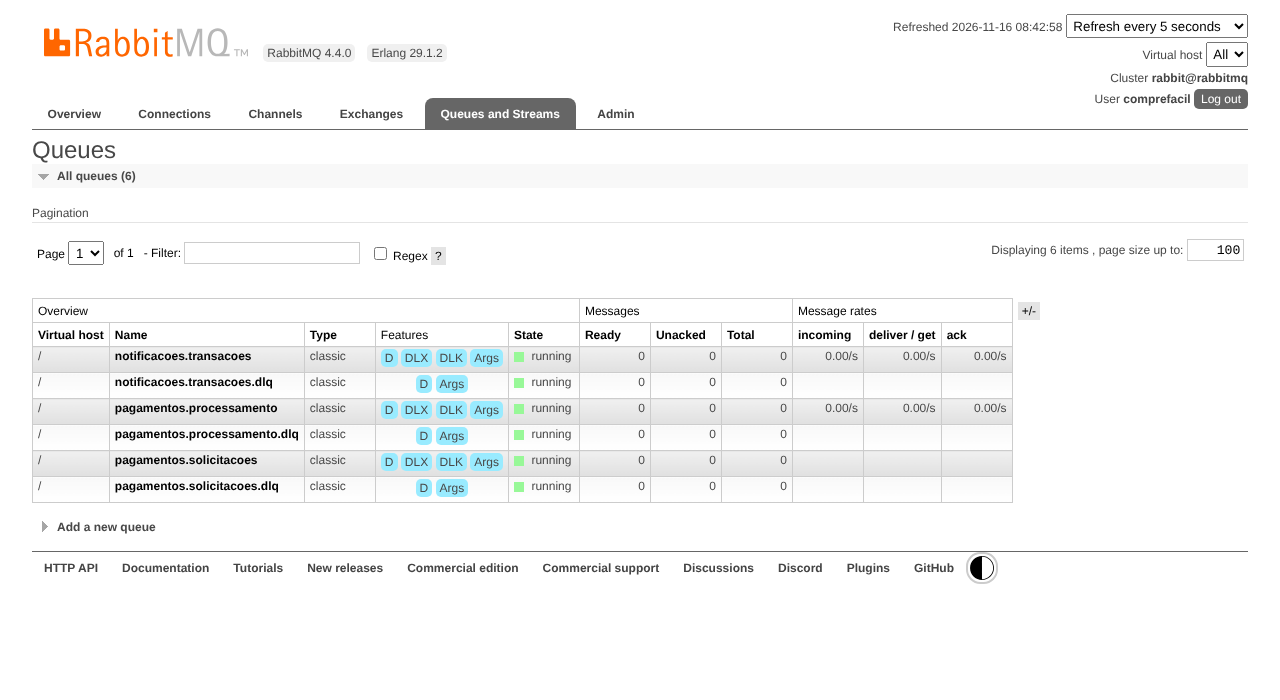 RabbitMQ TM RabbitMQ 4.4.0 Erlang 29.1.2
Refreshed 2026-11-16 08:42:58 Refresh every 5 seconds
Virtual host All
Cluster rabbit@rabbitmq
User comprefacil Log out
Overview Connections Channels Exchanges Queues and Streams Admin
Queues
All queues (6)
Pagination
Page 1 of 1 - Filter: Regex ? Displaying 6 items , page size up to: 100
Overview Messages Message rates +/-
Virtual host Name Type Features State Ready Unacked Total incoming deliver / get ack
/ notificacoes.transacoes classic D DLX DLK Args running 0 0 0 0.00/s 0.00/s 0.00/s
/ notificacoes.transacoes.dlq classic D Args running 0 0 0
/ pagamentos.processamento classic D DLX DLK Args running 0 0 0 0.00/s 0.00/s 0.00/s
/ pagamentos.processamento.dlq classic D Args running 0 0 0
/ pagamentos.solicitacoes classic D DLX DLK Args running 0 0 0
/ pagamentos.solicitacoes.dlq classic D Args running 0 0 0
Add a new queue
HTTP API Documentation Tutorials New releases Commercial edition Commercial support Discussions Discord Plugins GitHub